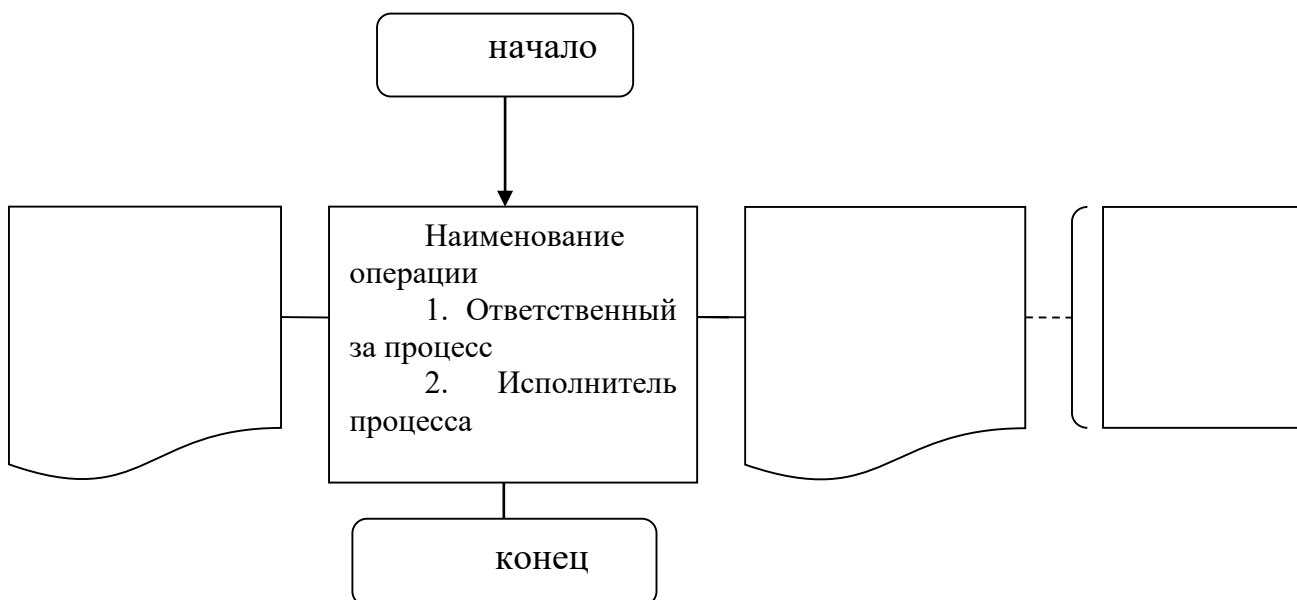 начало
Наименование
операции
1. Ответственный
за процесс
2. Исполнитель
процесса
конец